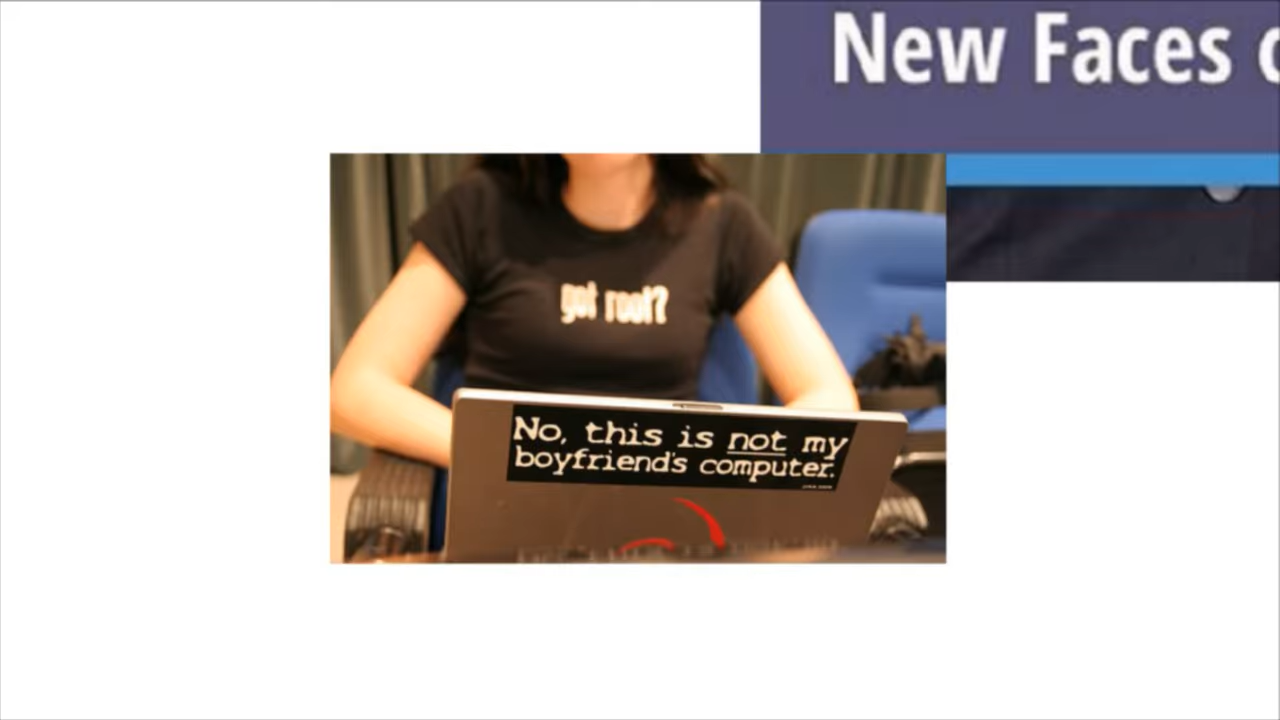 New Faces
got root?
No, this is not my
boyfriend's computer.